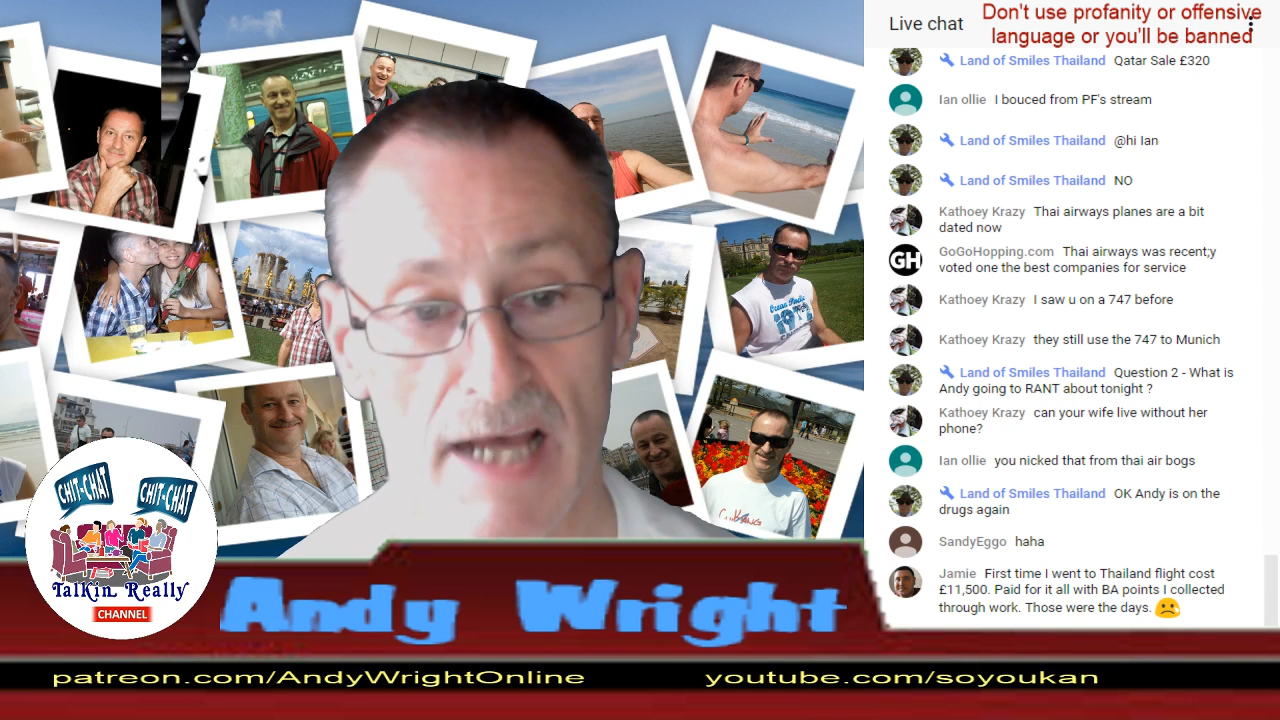 Live chat
Don't use profanity or offensive
language or you'll be banned
Land of Smiles Thailand Qatar Sale £320
Ian ollie I bouced from PF's stream
Land of Smiles Thailand @hi Ian
Land of Smiles Thailand NO
Kathoey Krazy Thai airways planes are a bit
dated now
GH
GoGoHopping.com Thai airways was recent;y
voted one the best companies for service
Kathoey Krazy I saw u on a 747 before
Kathoey Krazy they still use the 747 to Munich
Land of Smiles Thailand Question 2 - What is
Andy going to RANT about tonight ?
Kathoey Krazy can your wife live without her
phone?
Ian ollie you nicked that from thai air bogs
Land of Smiles Thailand OK Andy is on the
drugs again
SandyEggo haha
Jamie First time I went to Thailand flight cost
£11,500. Paid for it all with BA points I collected
through work. Those were the days.
CHIT-CHAT
CHIT-CHAT
TalKin Really
CHANNEL
Andy Wright
patreon.com/AndyWrightOnline
youtube.com/soyoukan